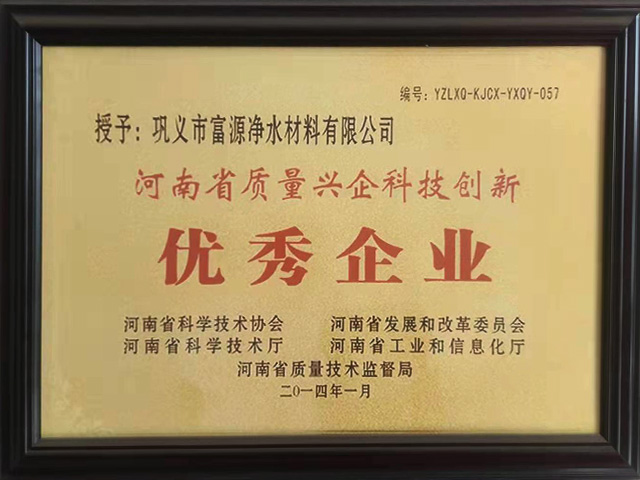 编号：YZLXQ-KJCX-YXQY-057
授予：巩义市富源净水材料有限公司
河南省质量兴企科技创新
优秀企业
河南省科学技术协会 河南省发展和改革委员会
河南省科学技术厅 河南省工业和信息化厅
河南省质量技术监督局
二〇一四年一月